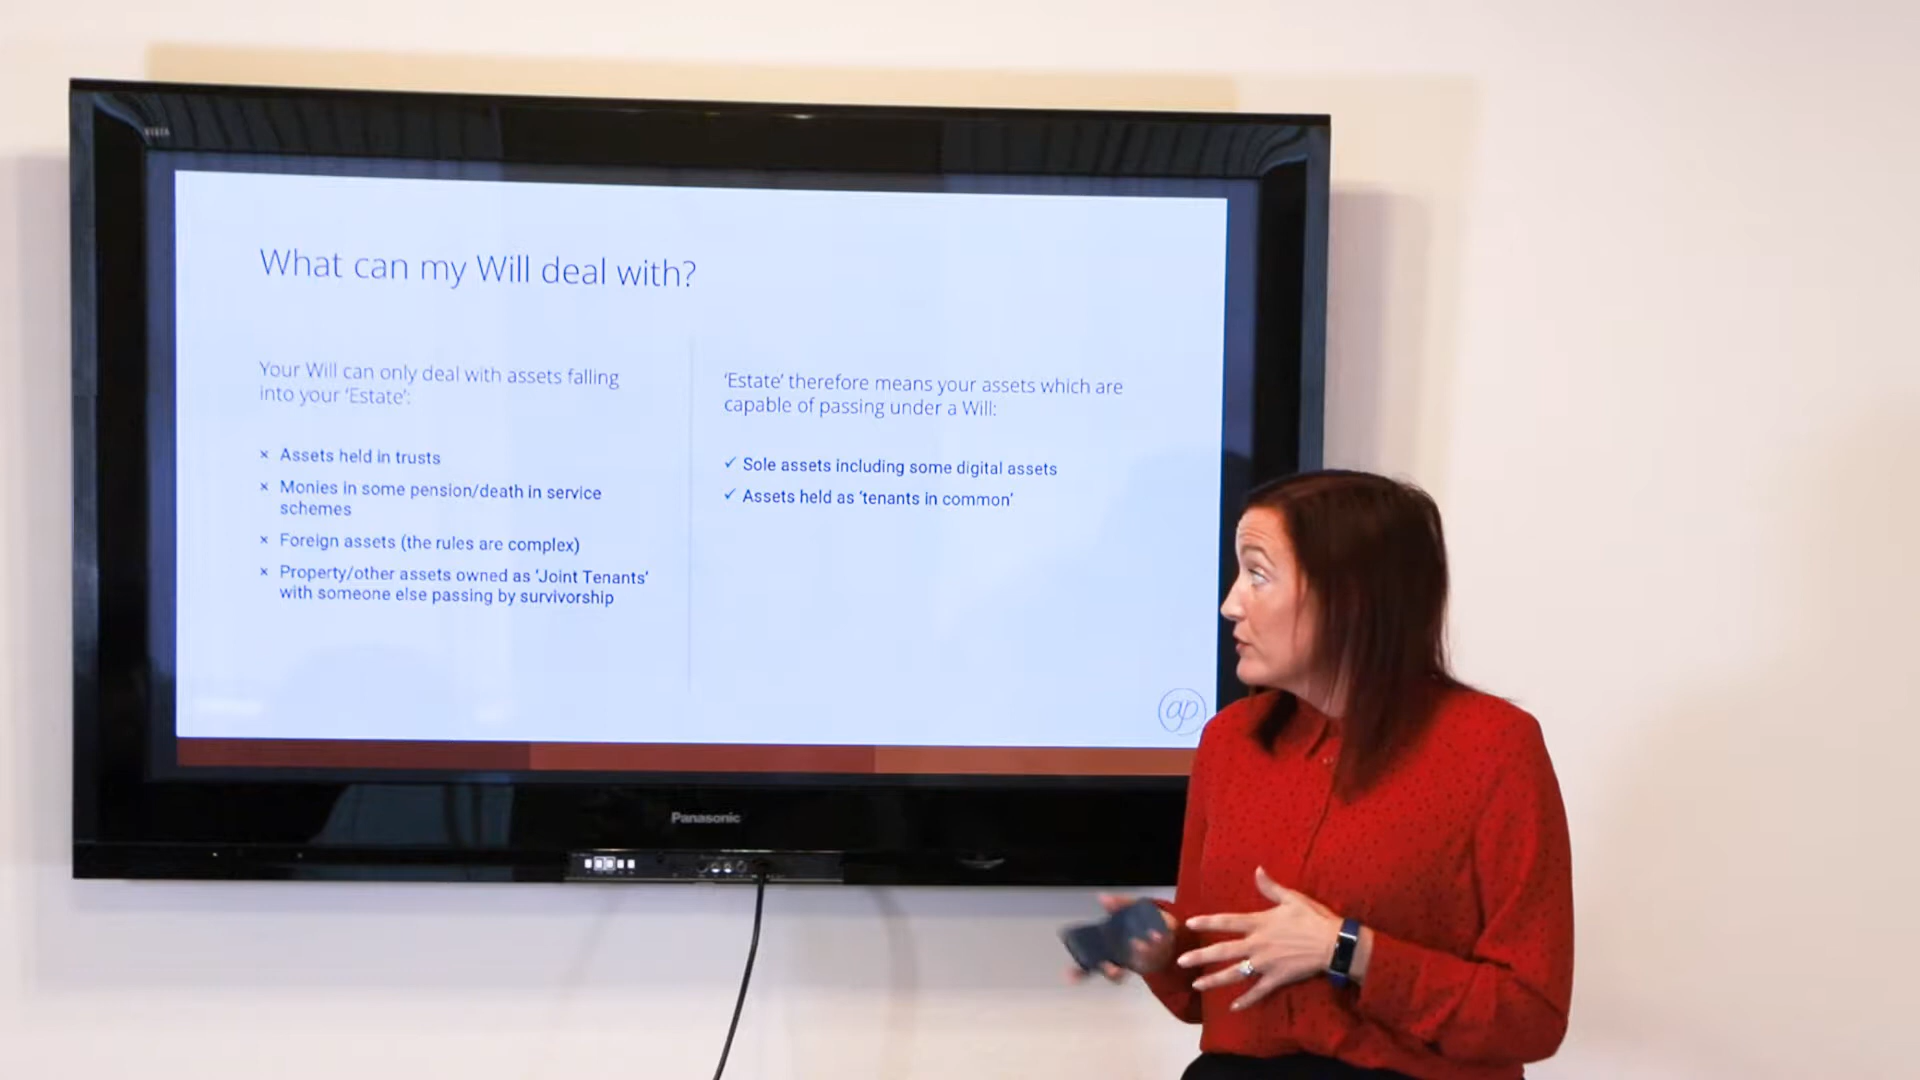 What can my Will deal with?
Your Will can only deal with assets falling
into your ‘Estate’:
× Assets held in trusts
× Monies in some pension/death in service
schemes
× Foreign assets (the rules are complex)
× Property/other assets owned as ‘Joint Tenants’
with someone else passing by survivorship
‘Estate’ therefore means your assets which are
capable of passing under a Will:
✓ Sole assets including some digital assets
✓ Assets held as ‘tenants in common’
ap
Panasonic